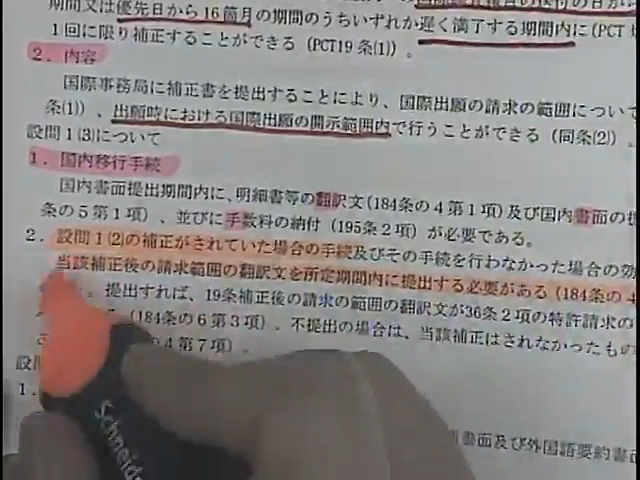 期間又は優先日から16箇月の期間のうちいずれか遅く満了する期間内に(PCT
1回に限り補正することができる(PCT19条(1))。
2．内容
国際事務局に補正書を提出することにより、国際出願の請求の範囲について
条(1))、出願時における国際出願の開示範囲内で行うことができる(同条(2))。
設問1(3)について
1．国内移行手続
国内書面提出期間内に、明細書等の翻訳文(184条の4第1項)及び国内書面の
条の5第1項)、並びに手数料の納付(195条2項)が必要である。
2．設問1(2)の補正がされていた場合の手続及びその手続を行わなかった場合の効
当該補正後の請求範囲の翻訳文を所定期間内に提出する必要がある(184条の4
。提出すれば、19条補正後の請求の範囲の翻訳文が36条2項の特許請求の
(184条の6第3項)。不提出の場合は、当該補正はされなかったもの
の4第7項)。
設
1．
書面及び外国語要約書面
Schneide